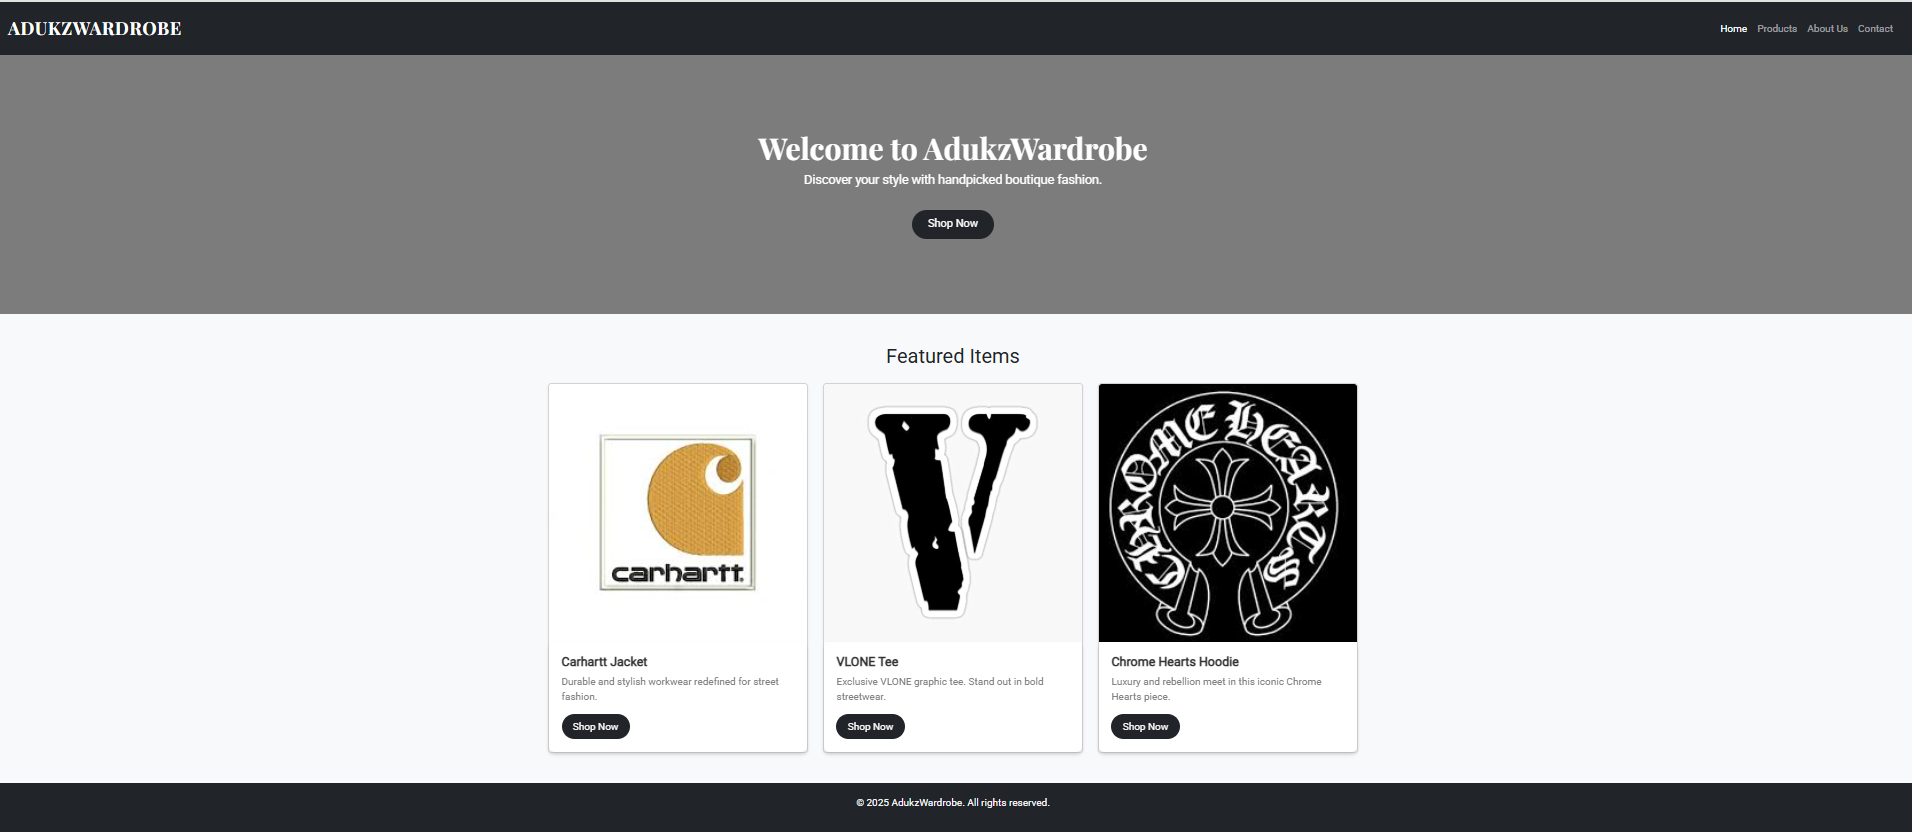 ADUKZWARDROBE
Home Products About Us Contact
Welcome to AdukzWardrobe
Discover your style with handpicked boutique fashion.
Shop Now
Featured Items
carhartt
V
CHROME HEARTS
Carhartt Jacket
Durable and stylish workwear redefined for street
fashion.
Shop Now
VLONE Tee
Exclusive VLONE graphic tee. Stand out in bold
streetwear.
Shop Now
Chrome Hearts Hoodie
Luxury and rebellion meet in this iconic Chrome
Hearts piece.
Shop Now
© 2025 AdukzWardrobe. All rights reserved.